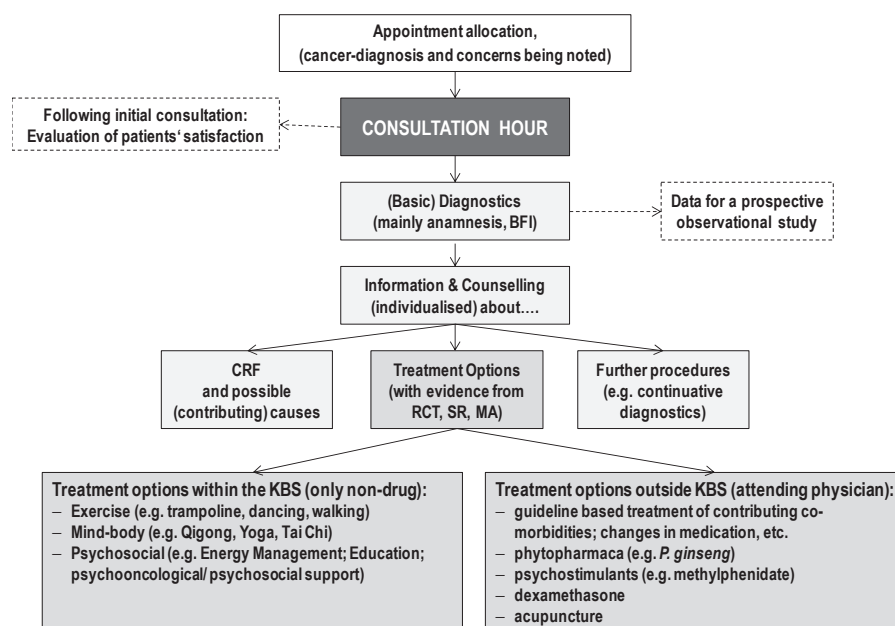 Appointment allocation,
(cancer-diagnosis and concerns being noted)
Following initial consultation:
Evaluation of patients‘ satisfaction
CONSULTATION HOUR
(Basic) Diagnostics
(mainly anamnesis, BFI)
Data for a prospective
observational study
Information & Counselling
(individualised) about….
CRF
and possible
(contributing) causes
Treatment Options
(with evidence from
RCT, SR, MA)
Further procedures
(e.g. continuative
diagnostics)
Treatment options within the KBS (only non-drug):
– Exercise (e.g. trampoline, dancing, walking)
– Mind-body (e.g. Qigong, Yoga, Tai Chi)
– Psychosocial (e.g. Energy Management; Education;
psychooncological/ psychosocial support)
Treatment options outside KBS (attending physician):
– guideline based treatment of contributing co-
morbidities; changes in medication, etc.
– phytopharmaca (e.g. P. ginseng)
– psychostimulants (e.g. methylphenidate)
– dexamethasone
– acupuncture